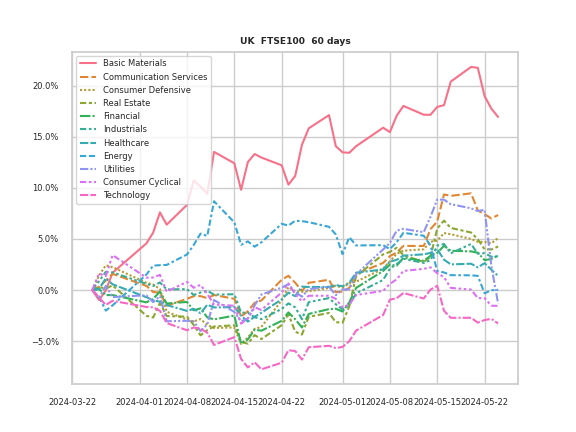 UK FTSE100 60 days
Basic Materials
Communication Services
Consumer Defensive
Real Estate
Financial
Industrials
Healthcare
Energy
Utilities
Consumer Cyclical
Technology
20.0%
15.0%
10.0%
5.0%
0.0%
−5.0%
2024-03-22 2024-04-01 2024-04-08 2024-04-15 2024-04-22 2024-05-01 2024-05-08 2024-05-15 2024-05-22